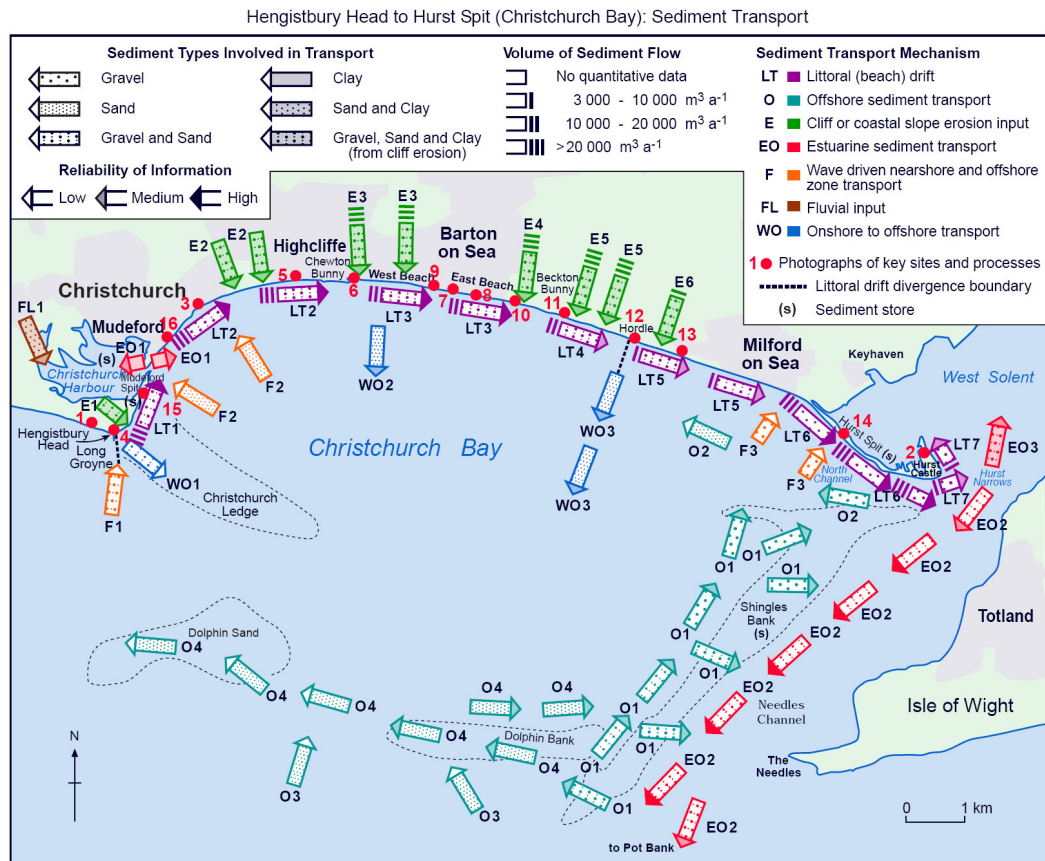 Hengistbury Head to Hurst Spit (Christchurch Bay): Sediment Transport
Sediment Types Involved in Transport
Gravel
Clay
Sand
Sand and Clay
Gravel and Sand
Gravel, Sand and Clay
(from cliff erosion)
Reliability of Information
Low
Medium
High
Volume of Sediment Flow
No quantitative data
3 000 - 10 000 m³ a⁻¹
10 000 - 20 000 m³ a⁻¹
>20 000 m³ a⁻¹
Sediment Transport Mechanism
LT Littoral (beach) drift
O Offshore sediment transport
E Cliff or coastal slope erosion input
EO Estuarine sediment transport
F Wave driven nearshore and offshore
zone transport
FL Fluvial input
WO Onshore to offshore transport
1 Photographs of key sites and processes
Littoral drift divergence boundary
(s) Sediment store
E3
E3
E2
E2
Highcliffe
Chewton
Bunny
West Beach
Barton
on Sea
East Beach
E4
E5
E5
Beckton
Bunny
E6
Christchurch
FL1
Mudeford
3
5
6
9
7
8
10
11
12
Hordle
13
16
EO1
(s)
EO1
Christchurch
Harbour
Mudeford
Spit
(s)
15
E1
1
4
Hengistbury
Head
Long
Groyne
LT1
LT2
LT2
LT3
LT3
LT4
LT5
LT5
LT6
LT6
LT7
LT7
F1
F2
F2
F3
F3
WO1
WO2
WO3
WO3
Christchurch
Ledge
Christchurch Bay
Milford
on Sea
Keyhaven
West Solent
14
Hurst Spit (s)
2
Hurst
Castle
North
Channel
Hurst
Narrows
EO3
O2
O2
EO2
EO2
EO2
EO2
EO2
EO2
EO2
O1
O1
O1
O1
O1
O1
O1
O1
O1
O1
Shingles
Bank
(s)
Needles
Channel
Totland
Isle of Wight
The
Needles
Dolphin Sand
O4
O4
O4
O4
O4
O4
O4
Dolphin Bank
O3
O3
N
0 1 km
to Pot Bank